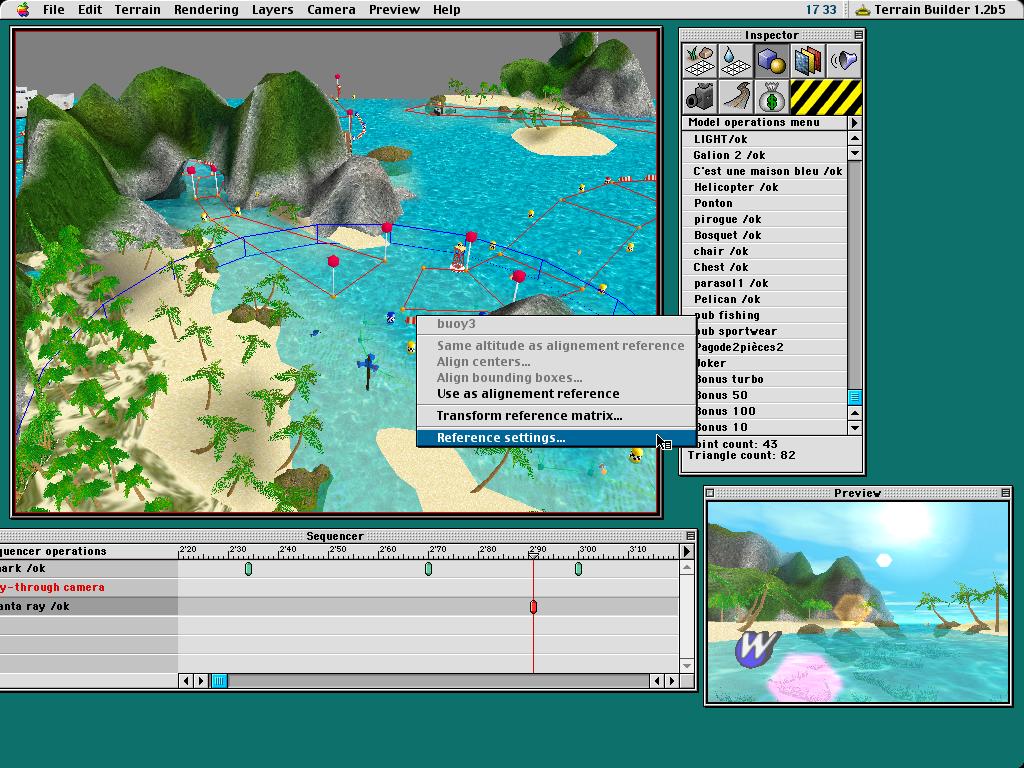 File Edit Terrain Rendering Layers Camera Preview Help
17 33
Terrain Builder 1.2b5
Inspector
Model operations menu
LIGHT/ok
Galion 2 /ok
C'est une maison bleu /ok
Helicopter /ok
Ponton
pirogue /ok
Bosquet /ok
chair /ok
Chest /ok
parasol1 /ok
Pelican /ok
pub fishing
pub sportwear
Pagode2pièces2
Joker
Bonus turbo
Bonus 50
Bonus 100
Bonus 10
oint count: 43
Triangle count: 82
buoy3
Same altitude as alignement reference
Align centers...
Align bounding boxes...
Use as alignement reference
Transform reference matrix...
Reference settings...
Sequencer
quencer operations
2'20 2'30 2'40 2'50 2'60 2'70 2'80 2'90 3'00 3'10
ark /ok
y-through camera
anta ray /ok
Preview
W